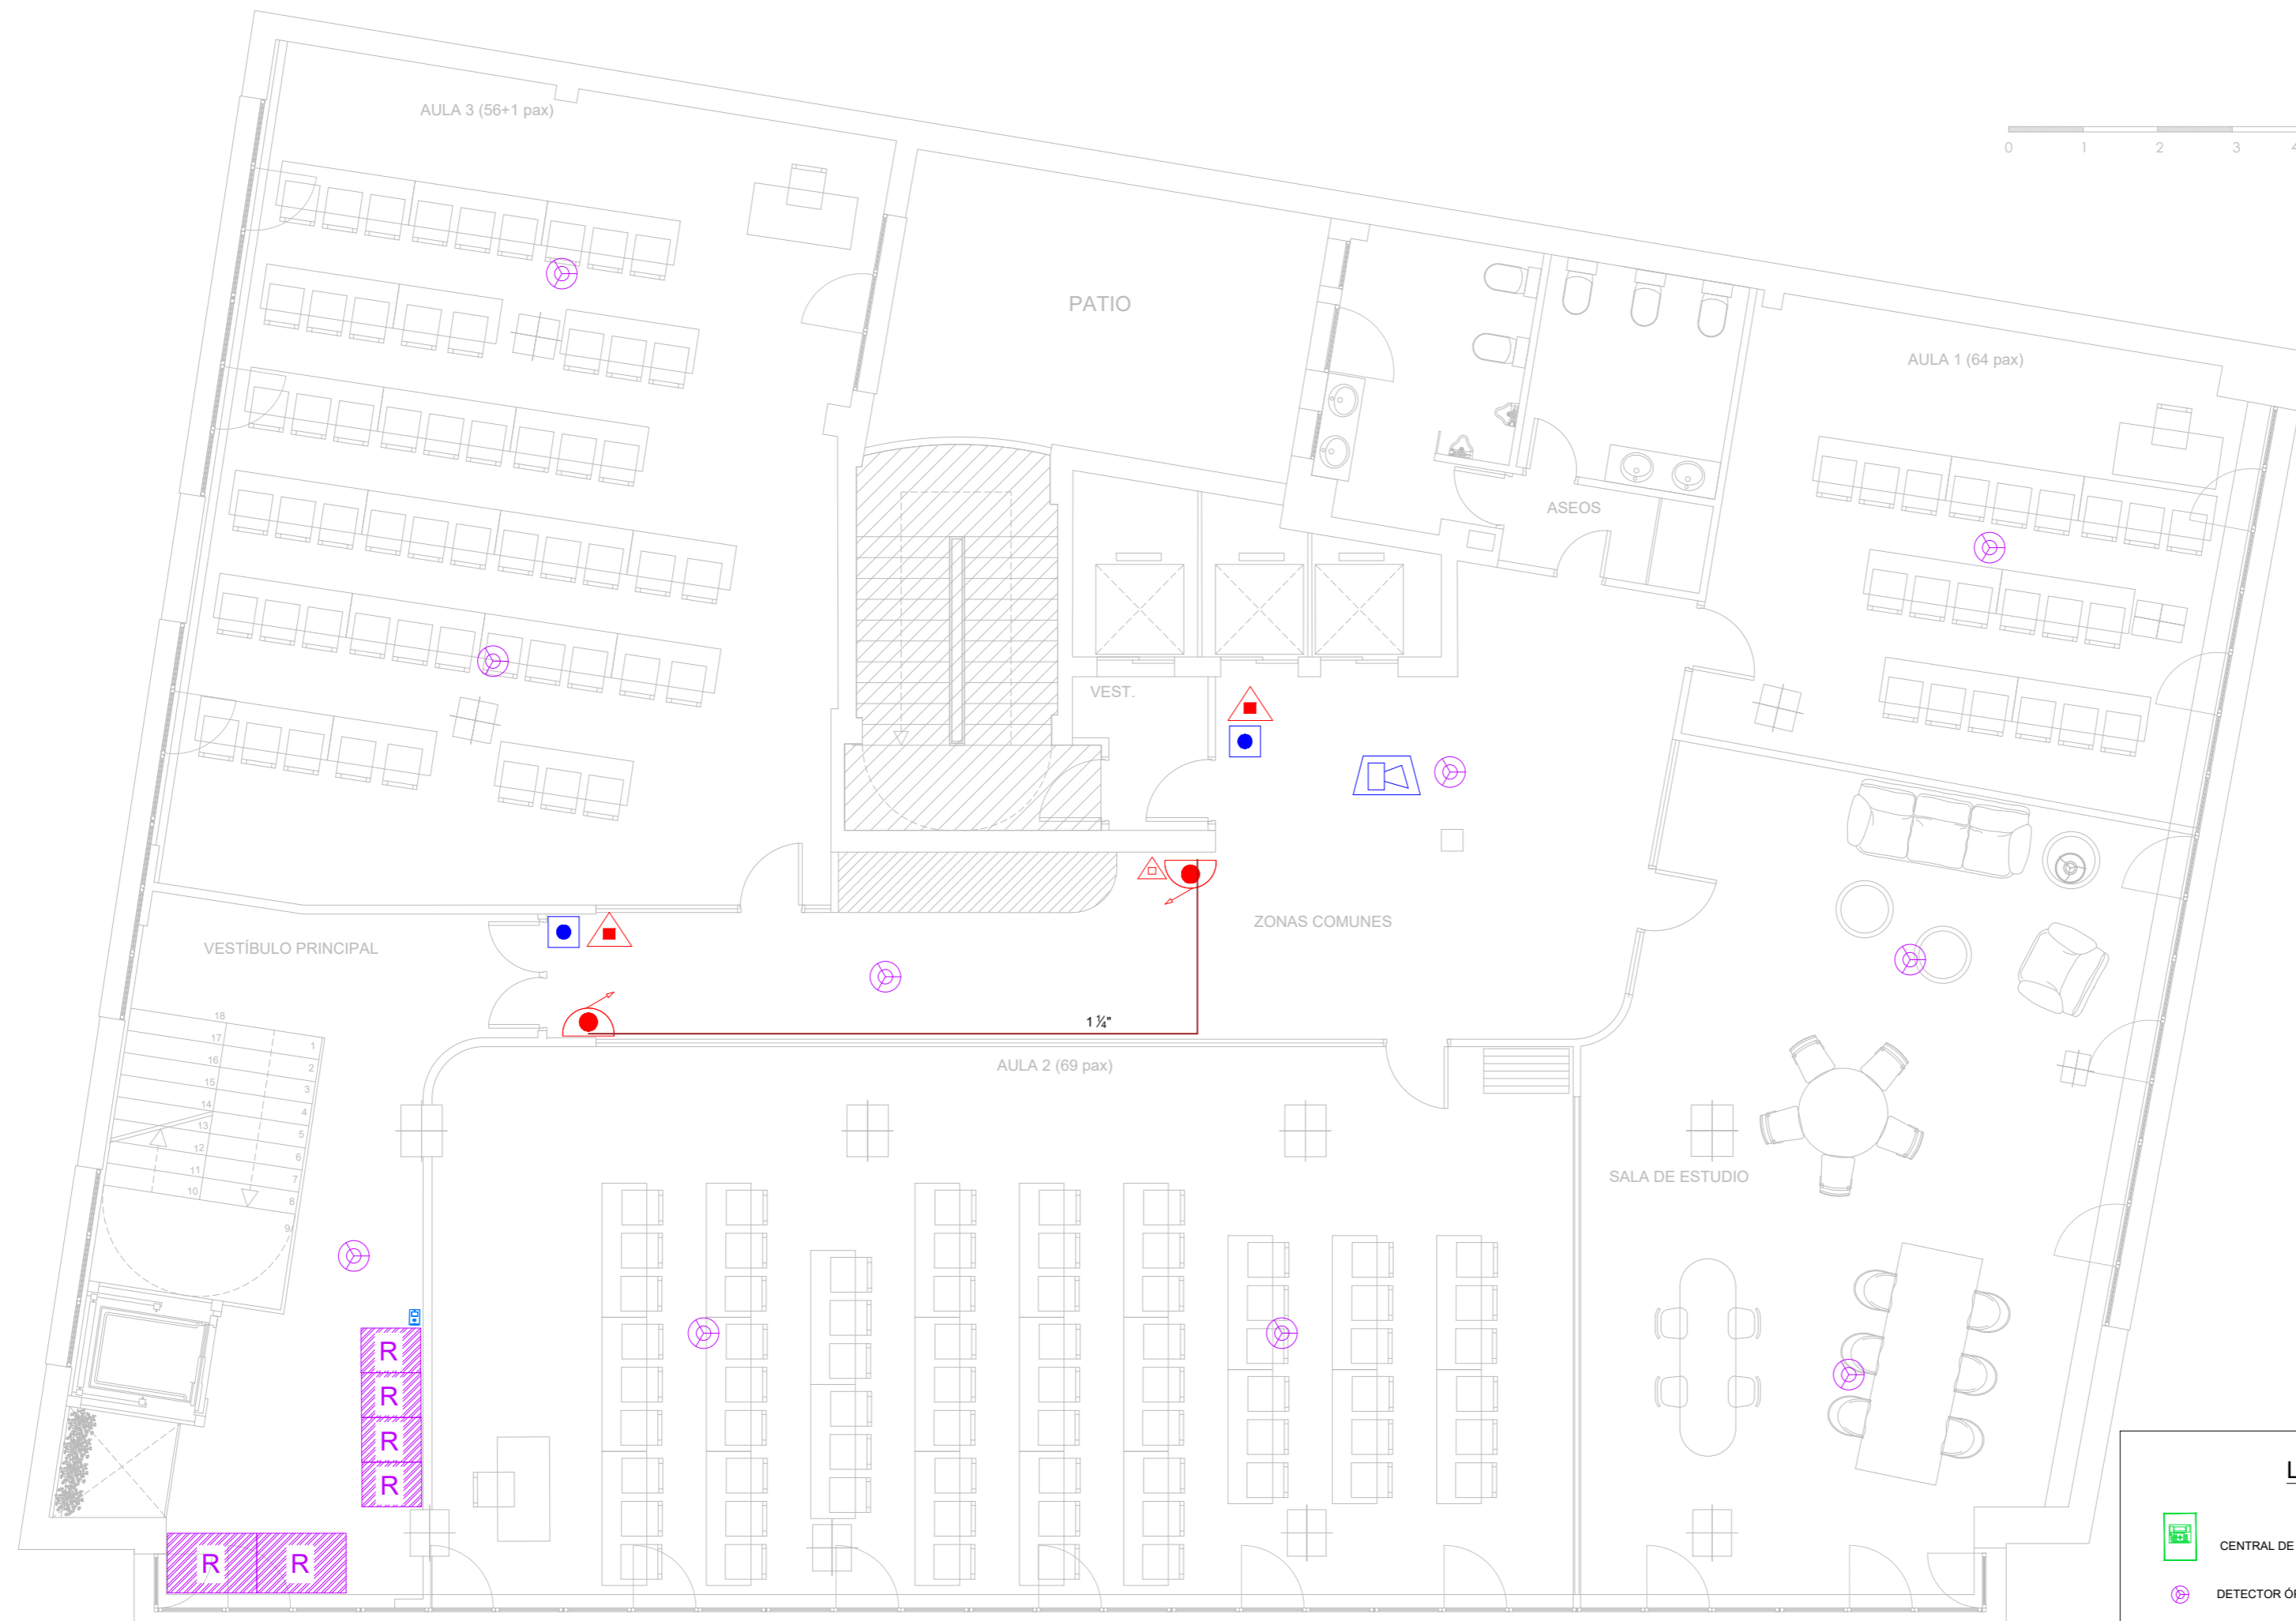 AULA 3 (56+1 pax)
0 1 2 3 4
PATIO
AULA 1 (64 pax)
ASEOS
VEST.
ZONAS COMUNES
VESTÍBULO PRINCIPAL
1 ¼"
AULA 2 (69 pax)
18
17
16
15
14
13
12
11
10
1
2
3
4
5
6
7
8
9
SALA DE ESTUDIO
R
R
R
R
R R
L
CENTRAL DE
DETECTOR